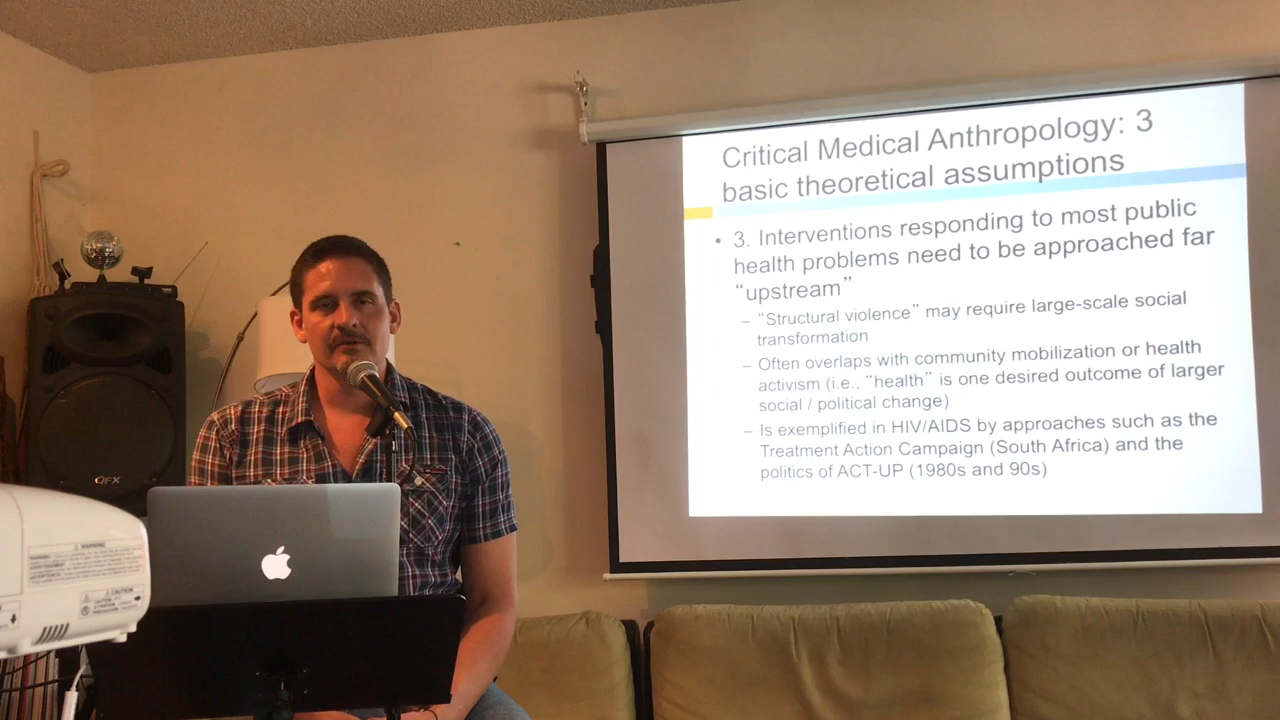 Critical Medical Anthropology: 3
basic theoretical assumptions
• 3. Interventions responding to most public
health problems need to be approached far
“upstream”
– “Structural violence” may require large-scale social
transformation
– Often overlaps with community mobilization or health
activism (i.e., “health” is one desired outcome of larger
social / political change)
– Is exemplified in HIV/AIDS by approaches such as the
Treatment Action Campaign (South Africa) and the
politics of ACT-UP (1980s and 90s)
QFX
WARNING
CAUTION